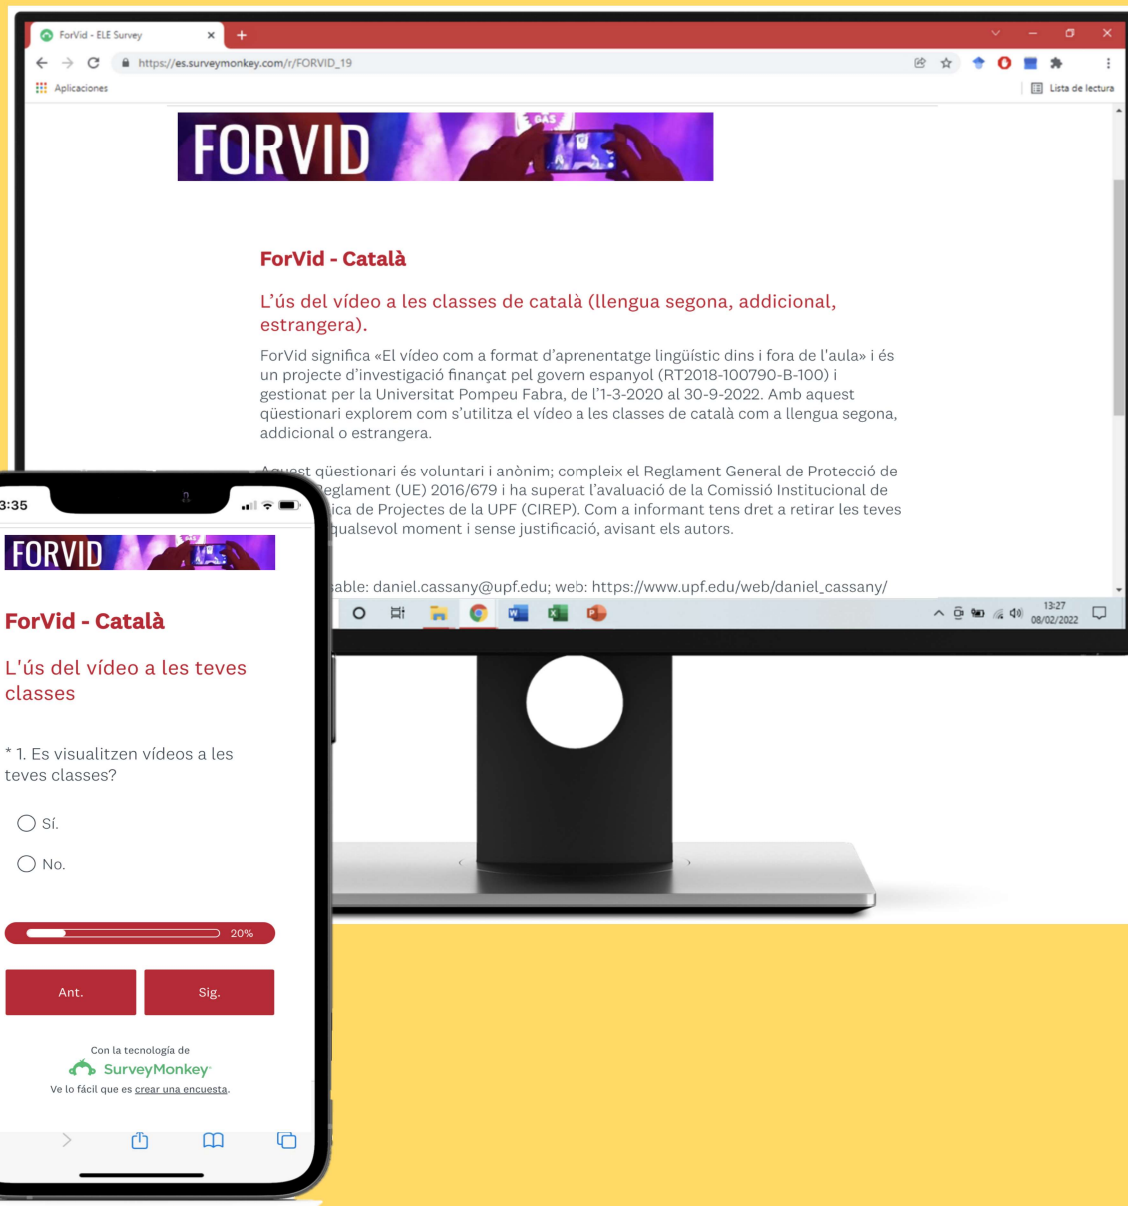 ForVid - ELE Survey
https://es.surveymonkey.com/r/FORVID_19
Aplicaciones
Lista de lectura
GAS
FORVID
ForVid - Català
L’ús del vídeo a les classes de català (llengua segona, addicional,
estrangera).
ForVid significa «El vídeo com a format d’aprenentatge lingüístic dins i fora de l'aula» i és
un projecte d’investigació finançat pel govern espanyol (RT2018-100790-B-100) i
gestionat per la Universitat Pompeu Fabra, de l’1-3-2020 al 30-9-2022. Amb aquest
qüestionari explorem com s’utilitza el vídeo a les classes de català com a llengua segona,
addicional o estrangera.
Aquest qüestionari és voluntari i anònim; compleix el Reglament General de Protecció de
Reglament (UE) 2016/679 i ha superat l’avaluació de la Comissió Institucional de
de Projectes de la UPF (CIREP). Com a informant tens dret a retirar les teves
qualsevol moment i sense justificació, avisant els autors.
daniel.cassany@upf.edu; web: https://www.upf.edu/web/daniel_cassany/
13:27
08/02/2022
3:35
FORVID
ForVid - Català
L'ús del vídeo a les teves
classes
* 1. Es visualitzen vídeos a les
teves classes?
Sí.
No.
20%
Ant.
Sig.
Con la tecnología de
SurveyMonkey
Ve lo fácil que es crear una encuesta.